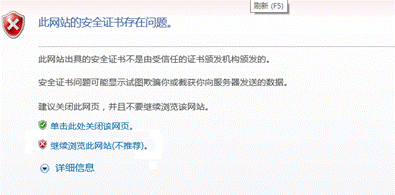 刷新 (F5)
此网站的安全证书存在问题。
此网站出具的安全证书不是由受信任的证书颁发机构颁发的。
安全证书问题可能显示试图欺骗你或截获你向服务器发送的数据。
建议关闭此网页，并且不要继续浏览该网站。
单击此处关闭该网页。
继续浏览此网站(不推荐)。
详细信息